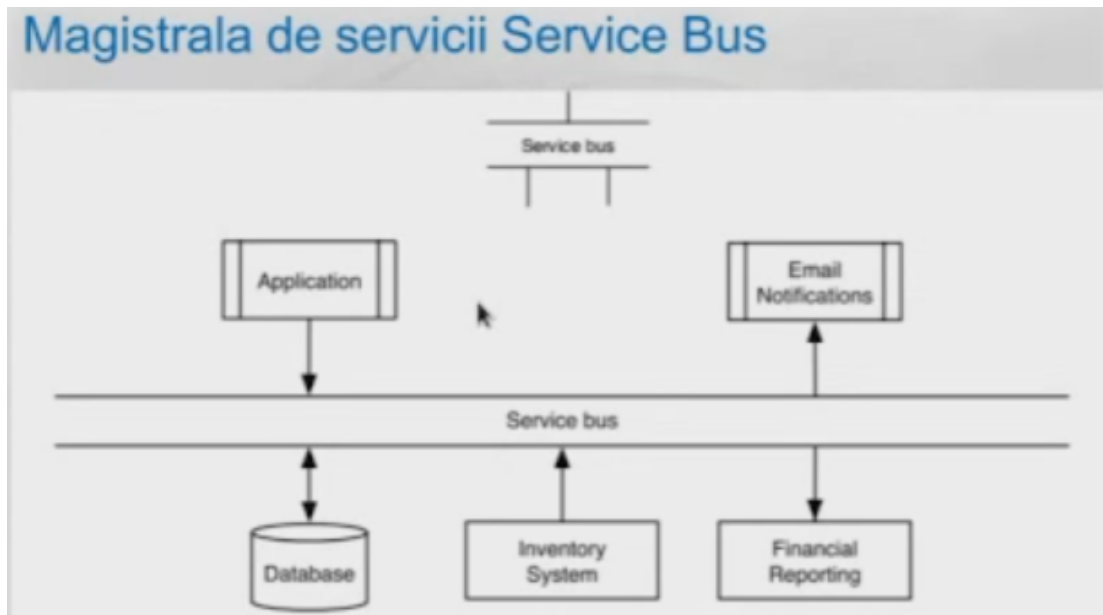 Magistrala de servicii Service Bus
Service bus
Application
Email
Notifications
Service bus
Database
Inventory
System
Financial
Reporting